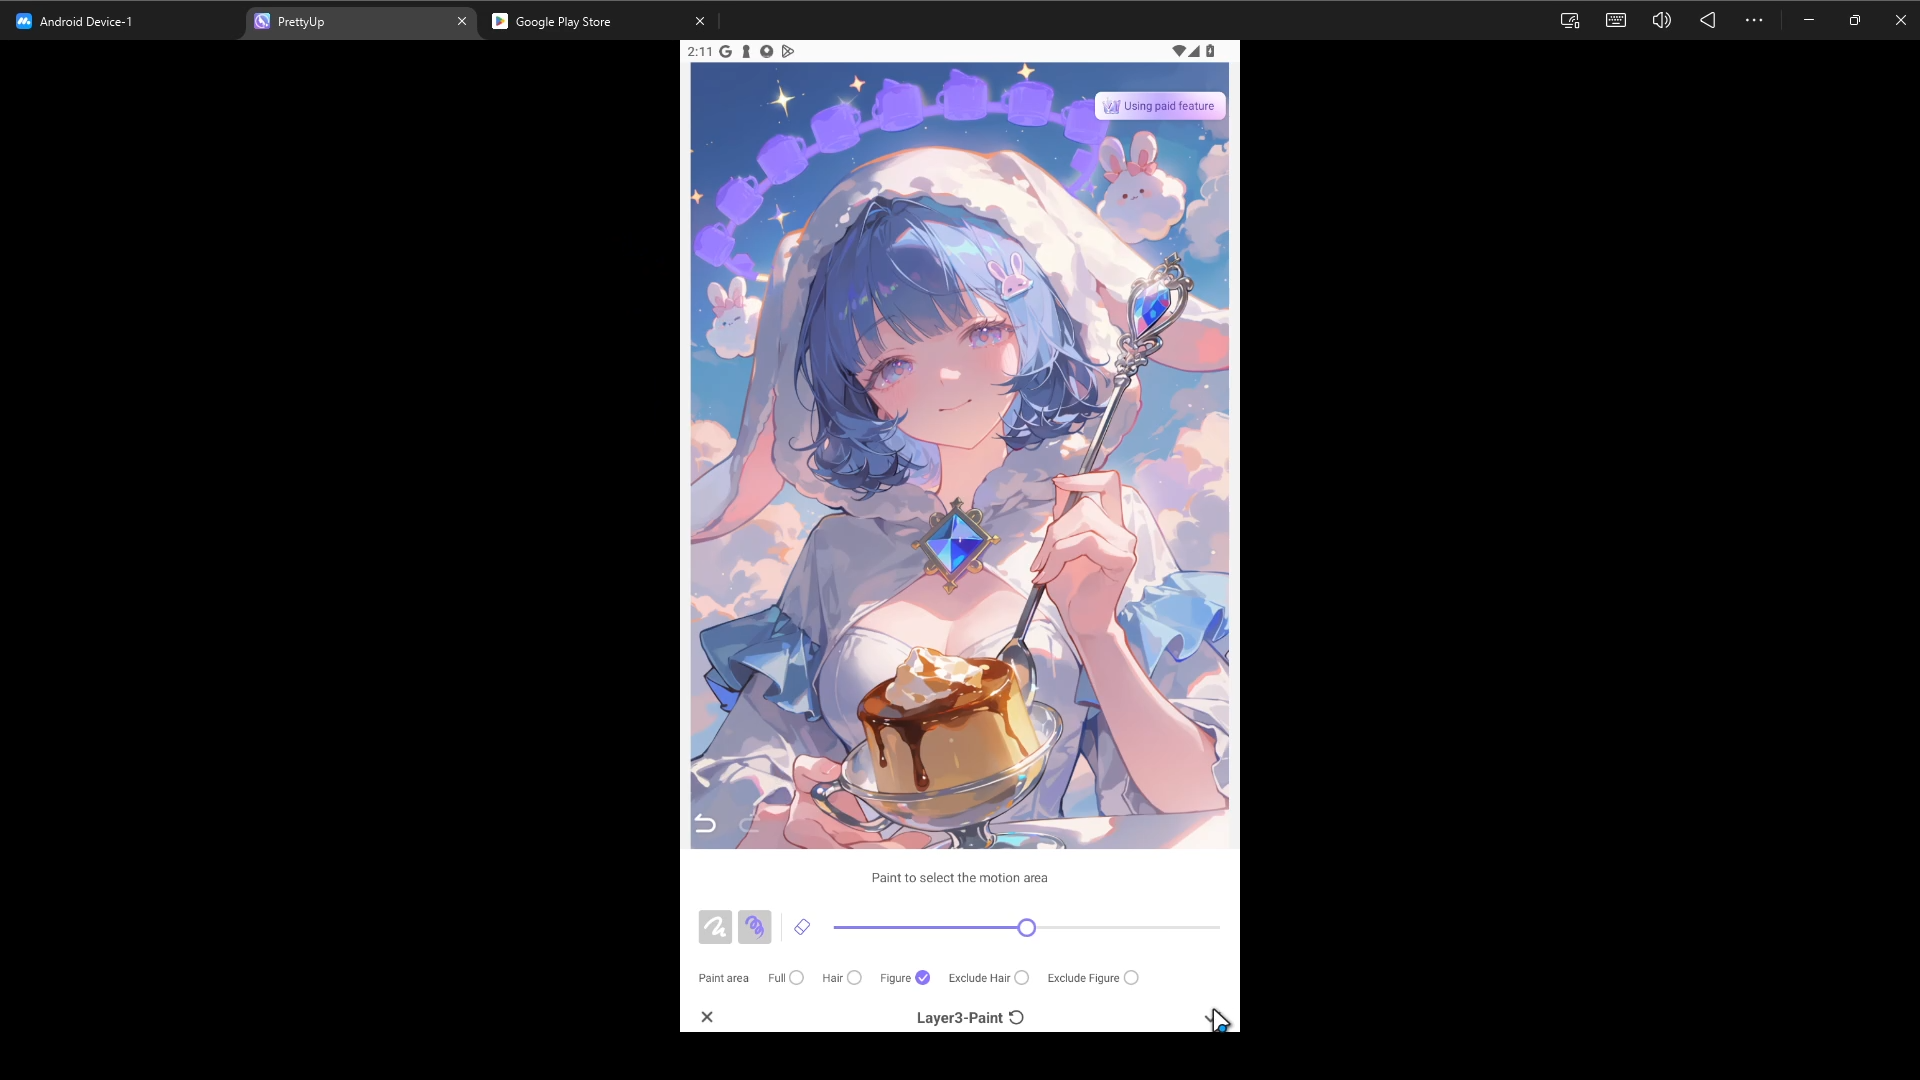 Android Device-1
PrettyUp
Google Play Store
2:11
Using paid feature
Paint to select the motion area
Paint area Full Hair Figure Exclude Hair Exclude Figure
Layer3-Paint